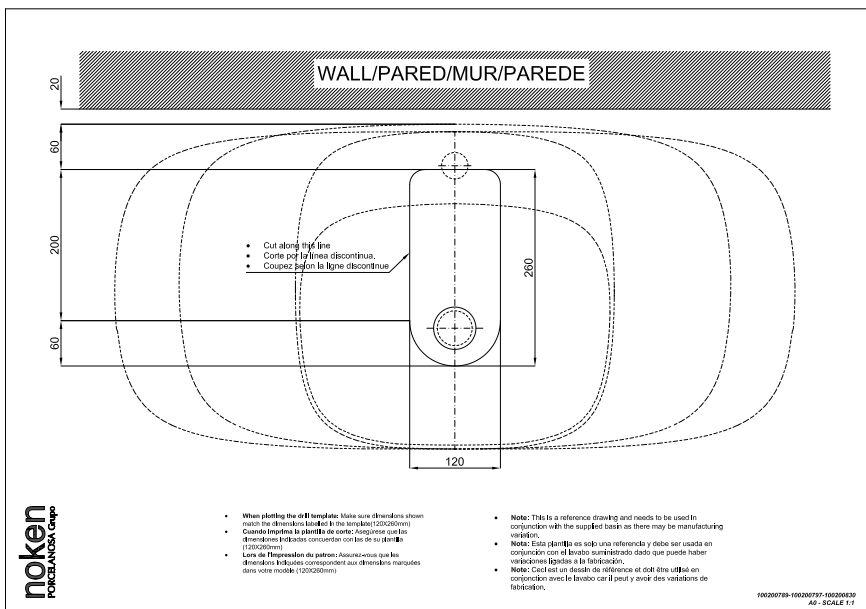 WALL/PARED/MUR/PAREDE
20
60
200
60
260
120
• Cut along this line
• Corte por la línea discontinua.
• Coupez selon la ligne discontinue
noken
PORCELANOSA Grupo
• When plotting the drill template: Make sure dimensions shown
match the dimensions labelled in the template(120X260mm)
• Cuando imprima la plantilla de corte: Asegúrese que las
dimensiones indicadas concuerdan con las de su plantilla
(120X260mm)
• Lors de l'impression du patron: Assurez-vous que les
dimensions indiquées correspondent aux dimensions marquées
dans votre modèle (120X260mm)
• Note: This is a reference drawing and needs to be used in
conjunction with the supplied basin as there may be manufacturing
variation.
• Nota: Esta plantilla es solo una referencia y debe ser usada en
conjunción con el lavabo suministrado dado que puede haber
variaciones ligadas a la fabricación.
• Note: Ceci est un dessin de référence et doit être utilisé en
conjonction avec le lavabo car il peut y avoir des variations de
fabrication.
100200789-100200797-100200830
A0 - SCALE 1:1